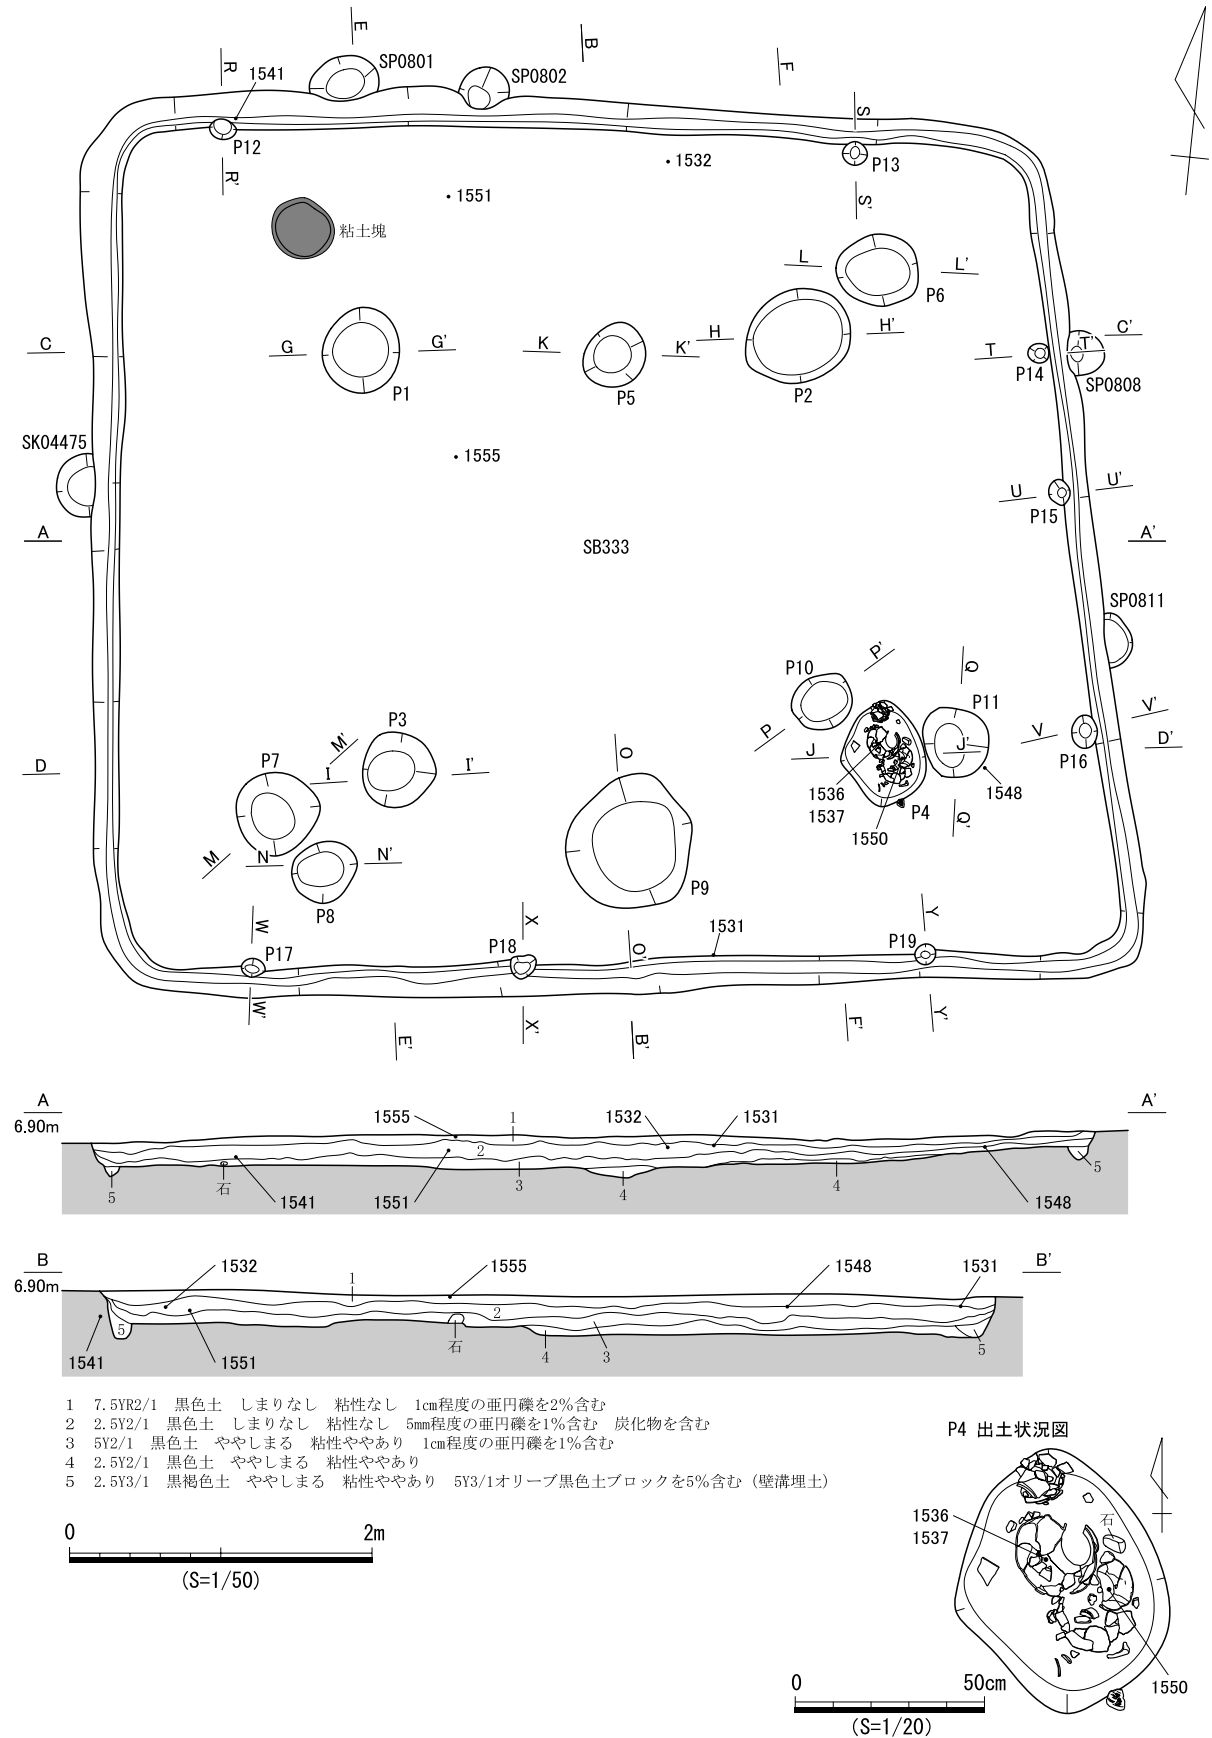 E
B
F
R
1541
SP0801
SP0802
S
P12
R'
1532
P13
1551
S'
粘土塊
L
L'
P6
C
G
G'
P1
K
K'
P5
H
H'
P2
T
T'
C'
P14
SP0808
SK04475
1555
U
U'
P15
A
A'
SB333
SP0811
P10
P'
Q
P11
P
J
J'
V
V'
D'
P16
P3
M'
P7
I
I'
D
O
1536
1537
1548
P4
1550
Q'
M
N
N'
P8
P9
W
X
Y
P17
P18
O'
1531
P19
W'
X'
B'
E'
F'
Y'
A
A'
6.90m
1555
1
1532
1531
2
5
石
1541
1551
3
4
4
1548
5
B
B'
6.90m
1532
1
1555
1548
1531
2
5
1541
1551
石
4
3
5
1 7.5YR2/1 黒色土 しまりなし 粘性なし 1㎝程度の亜円礫を2%含む
2 2.5Y2/1 黒色土 しまりなし 粘性なし 5㎜程度の亜円礫を1%含む 炭化物を含む
3 5Y2/1 黒色土 ややしまる 粘性ややあり 1㎝程度の亜円礫を1%含む
4 2.5Y2/1 黒色土 ややしまる 粘性ややあり
5 2.5Y3/1 黒褐色土 ややしまる 粘性ややあり 5Y3/1オリーブ黒色土ブロックを5%含む（壁溝埋土）
0 2m
(S=1/50)
P4 出土状況図
1536
1537
石
1550
0 50cm
(S=1/20)